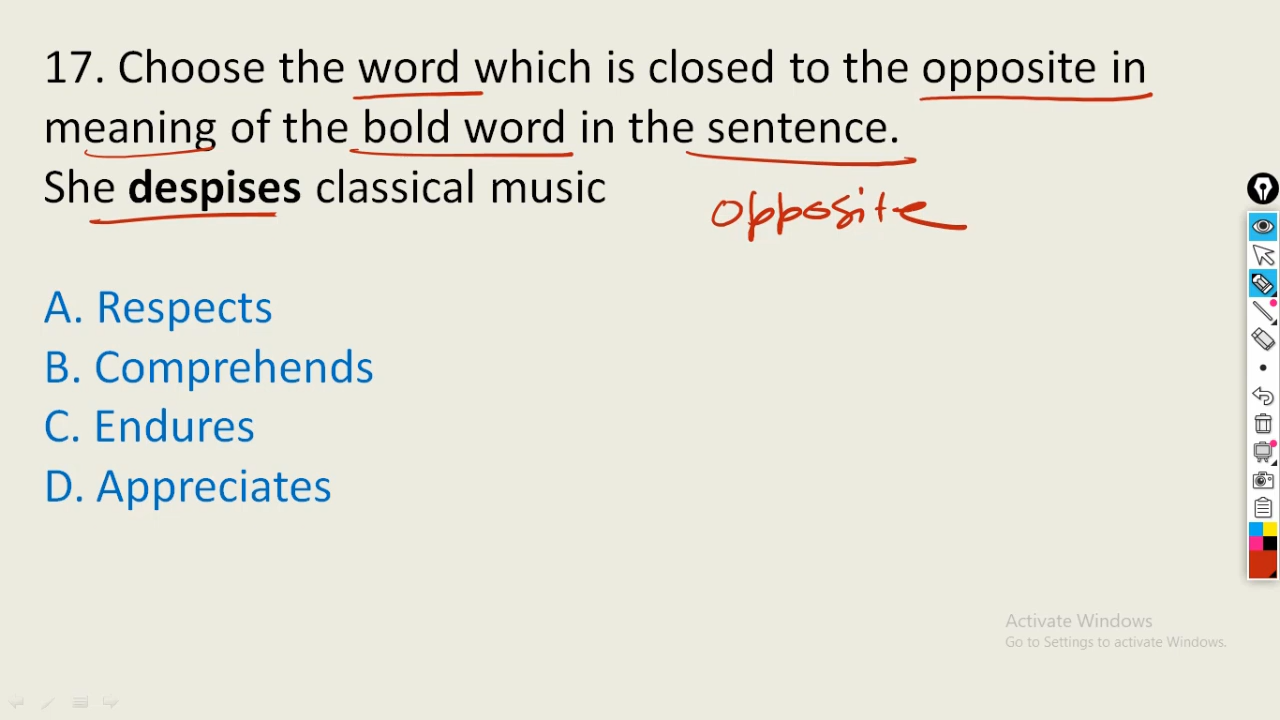 17. Choose the word which is closed to the opposite in
meaning of the bold word in the sentence.
She despises classical music
opposite
A. Respects
B. Comprehends
C. Endures
D. Appreciates
Activate Windows
Go to Settings to activate Windows.